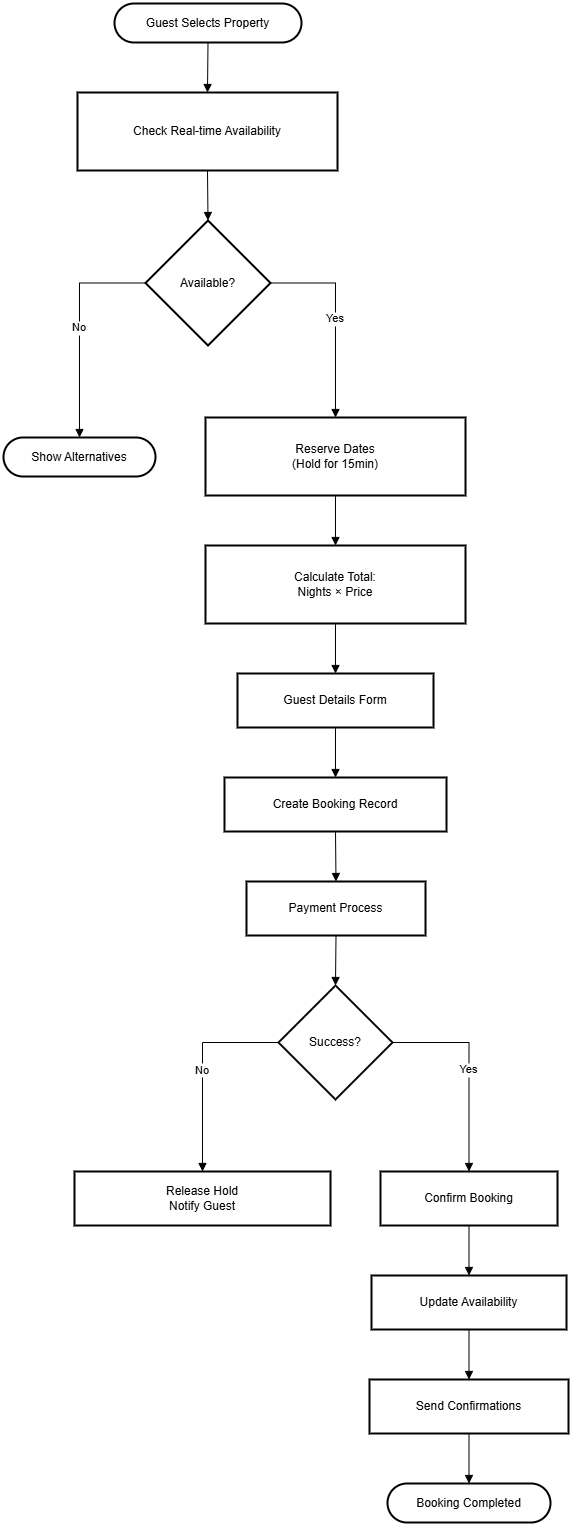 Guest Selects Property
Check Real-time Availability
Available?
No
Yes
Show Alternatives
Reserve Dates
(Hold for 15min)
Calculate Total:
Nights × Price
Guest Details Form
Create Booking Record
Payment Process
Success?
No
Yes
Release Hold
Notify Guest
Confirm Booking
Update Availability
Send Confirmations
Booking Completed